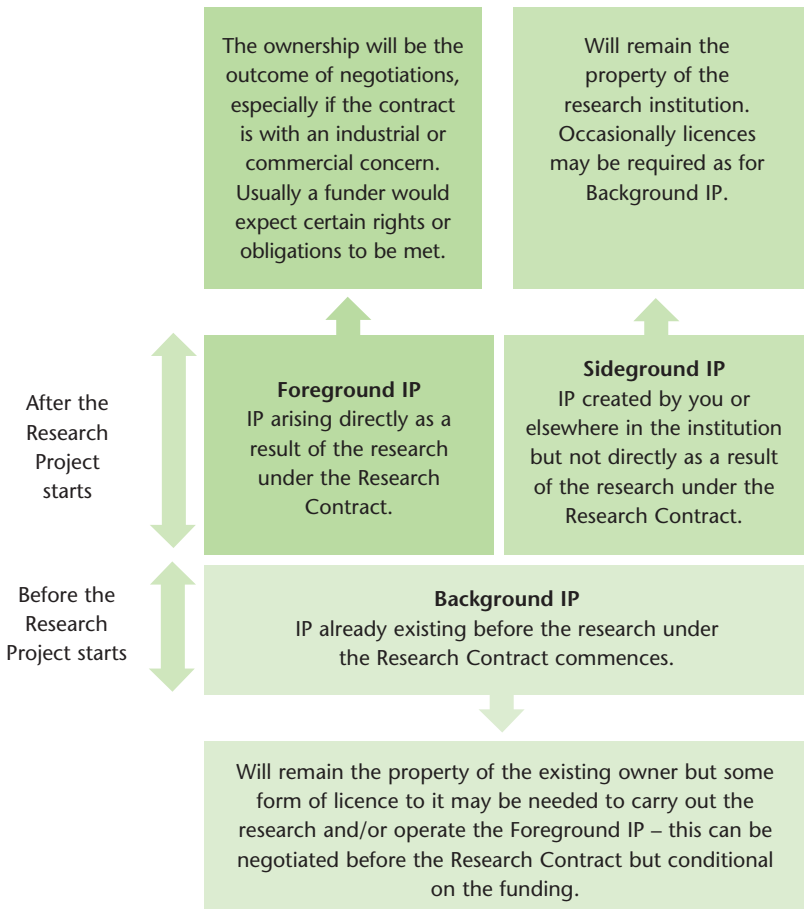 The ownership will be the
outcome of negotiations,
especially if the contract
is with an industrial or
commercial concern.
Usually a funder would
expect certain rights or
obligations to be met.
Will remain the
property of the
research institution.
Occasionally licences
may be required as for
Background IP.
After the
Research
Project
starts
Foreground IP
IP arising directly as a
result of the research
under the Research
Contract.
Sideground IP
IP created by you or
elsewhere in the institution
but not directly as a result
of the research under the
Research Contract.
Before the
Research
Project starts
Background IP
IP already existing before the research under
the Research Contract commences.
Will remain the property of the existing owner but some
form of licence to it may be needed to carry out the
research and/or operate the Foreground IP – this can be
negotiated before the Research Contract but conditional
on the funding.